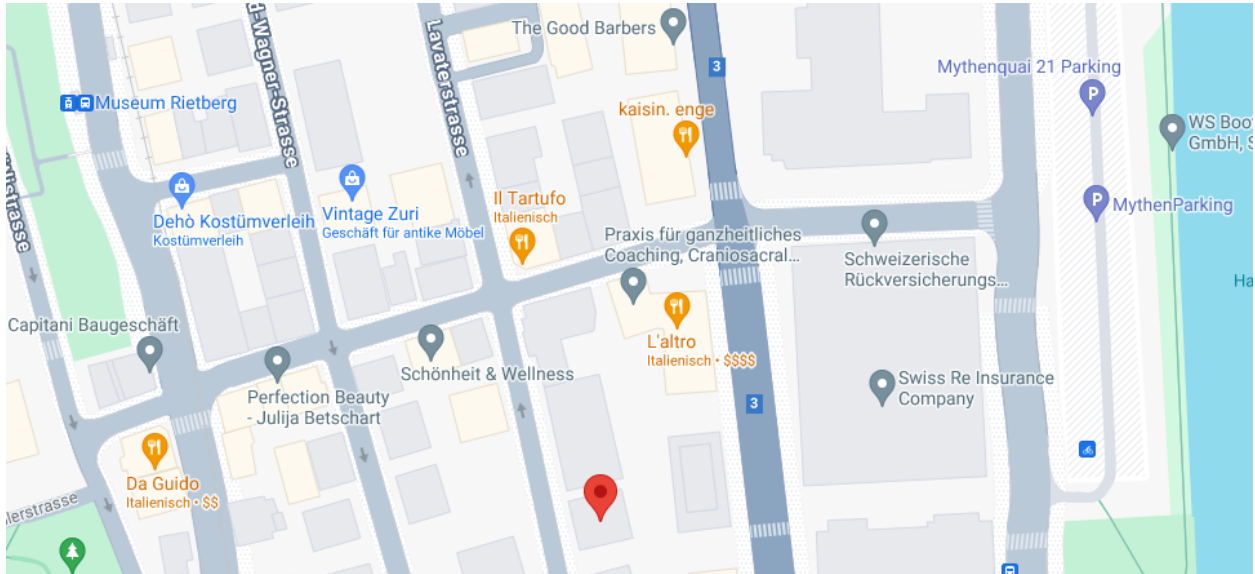 The Good Barbers
3
Lavaterstrasse
d-Wagner-Strasse
Mythenquai 21 Parking
P
Museum Rietberg
kaisin. enge
WS Boo
GmbH, S
Il Tartufo
Italienisch
Dehò Kostümverleih
Kostümverleih
Vintage Zuri
Geschäft für antike Möbel
P
MythenParking
Praxis für ganzheitliches
Coaching, Craniosacral...
Schweizerische
Rückversicherungs...
Ha
Capitani Baugeschäft
L'altro
Italienisch • $$$$
Schönheit & Wellness
Perfection Beauty
- Julija Betschart
Swiss Re Insurance
Company
3
Da Guido
Italienisch • $$
lerstrasse